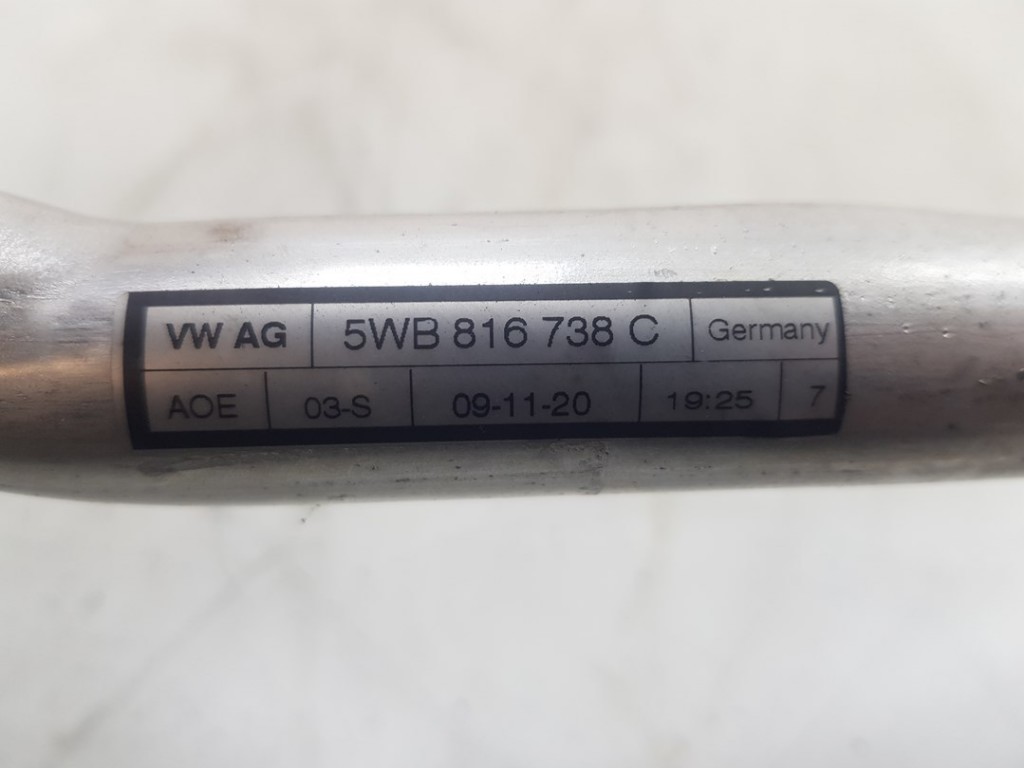 VW AG 5WB 816 738 C Germany
AOE 03-S 09-11-20 19:25 7